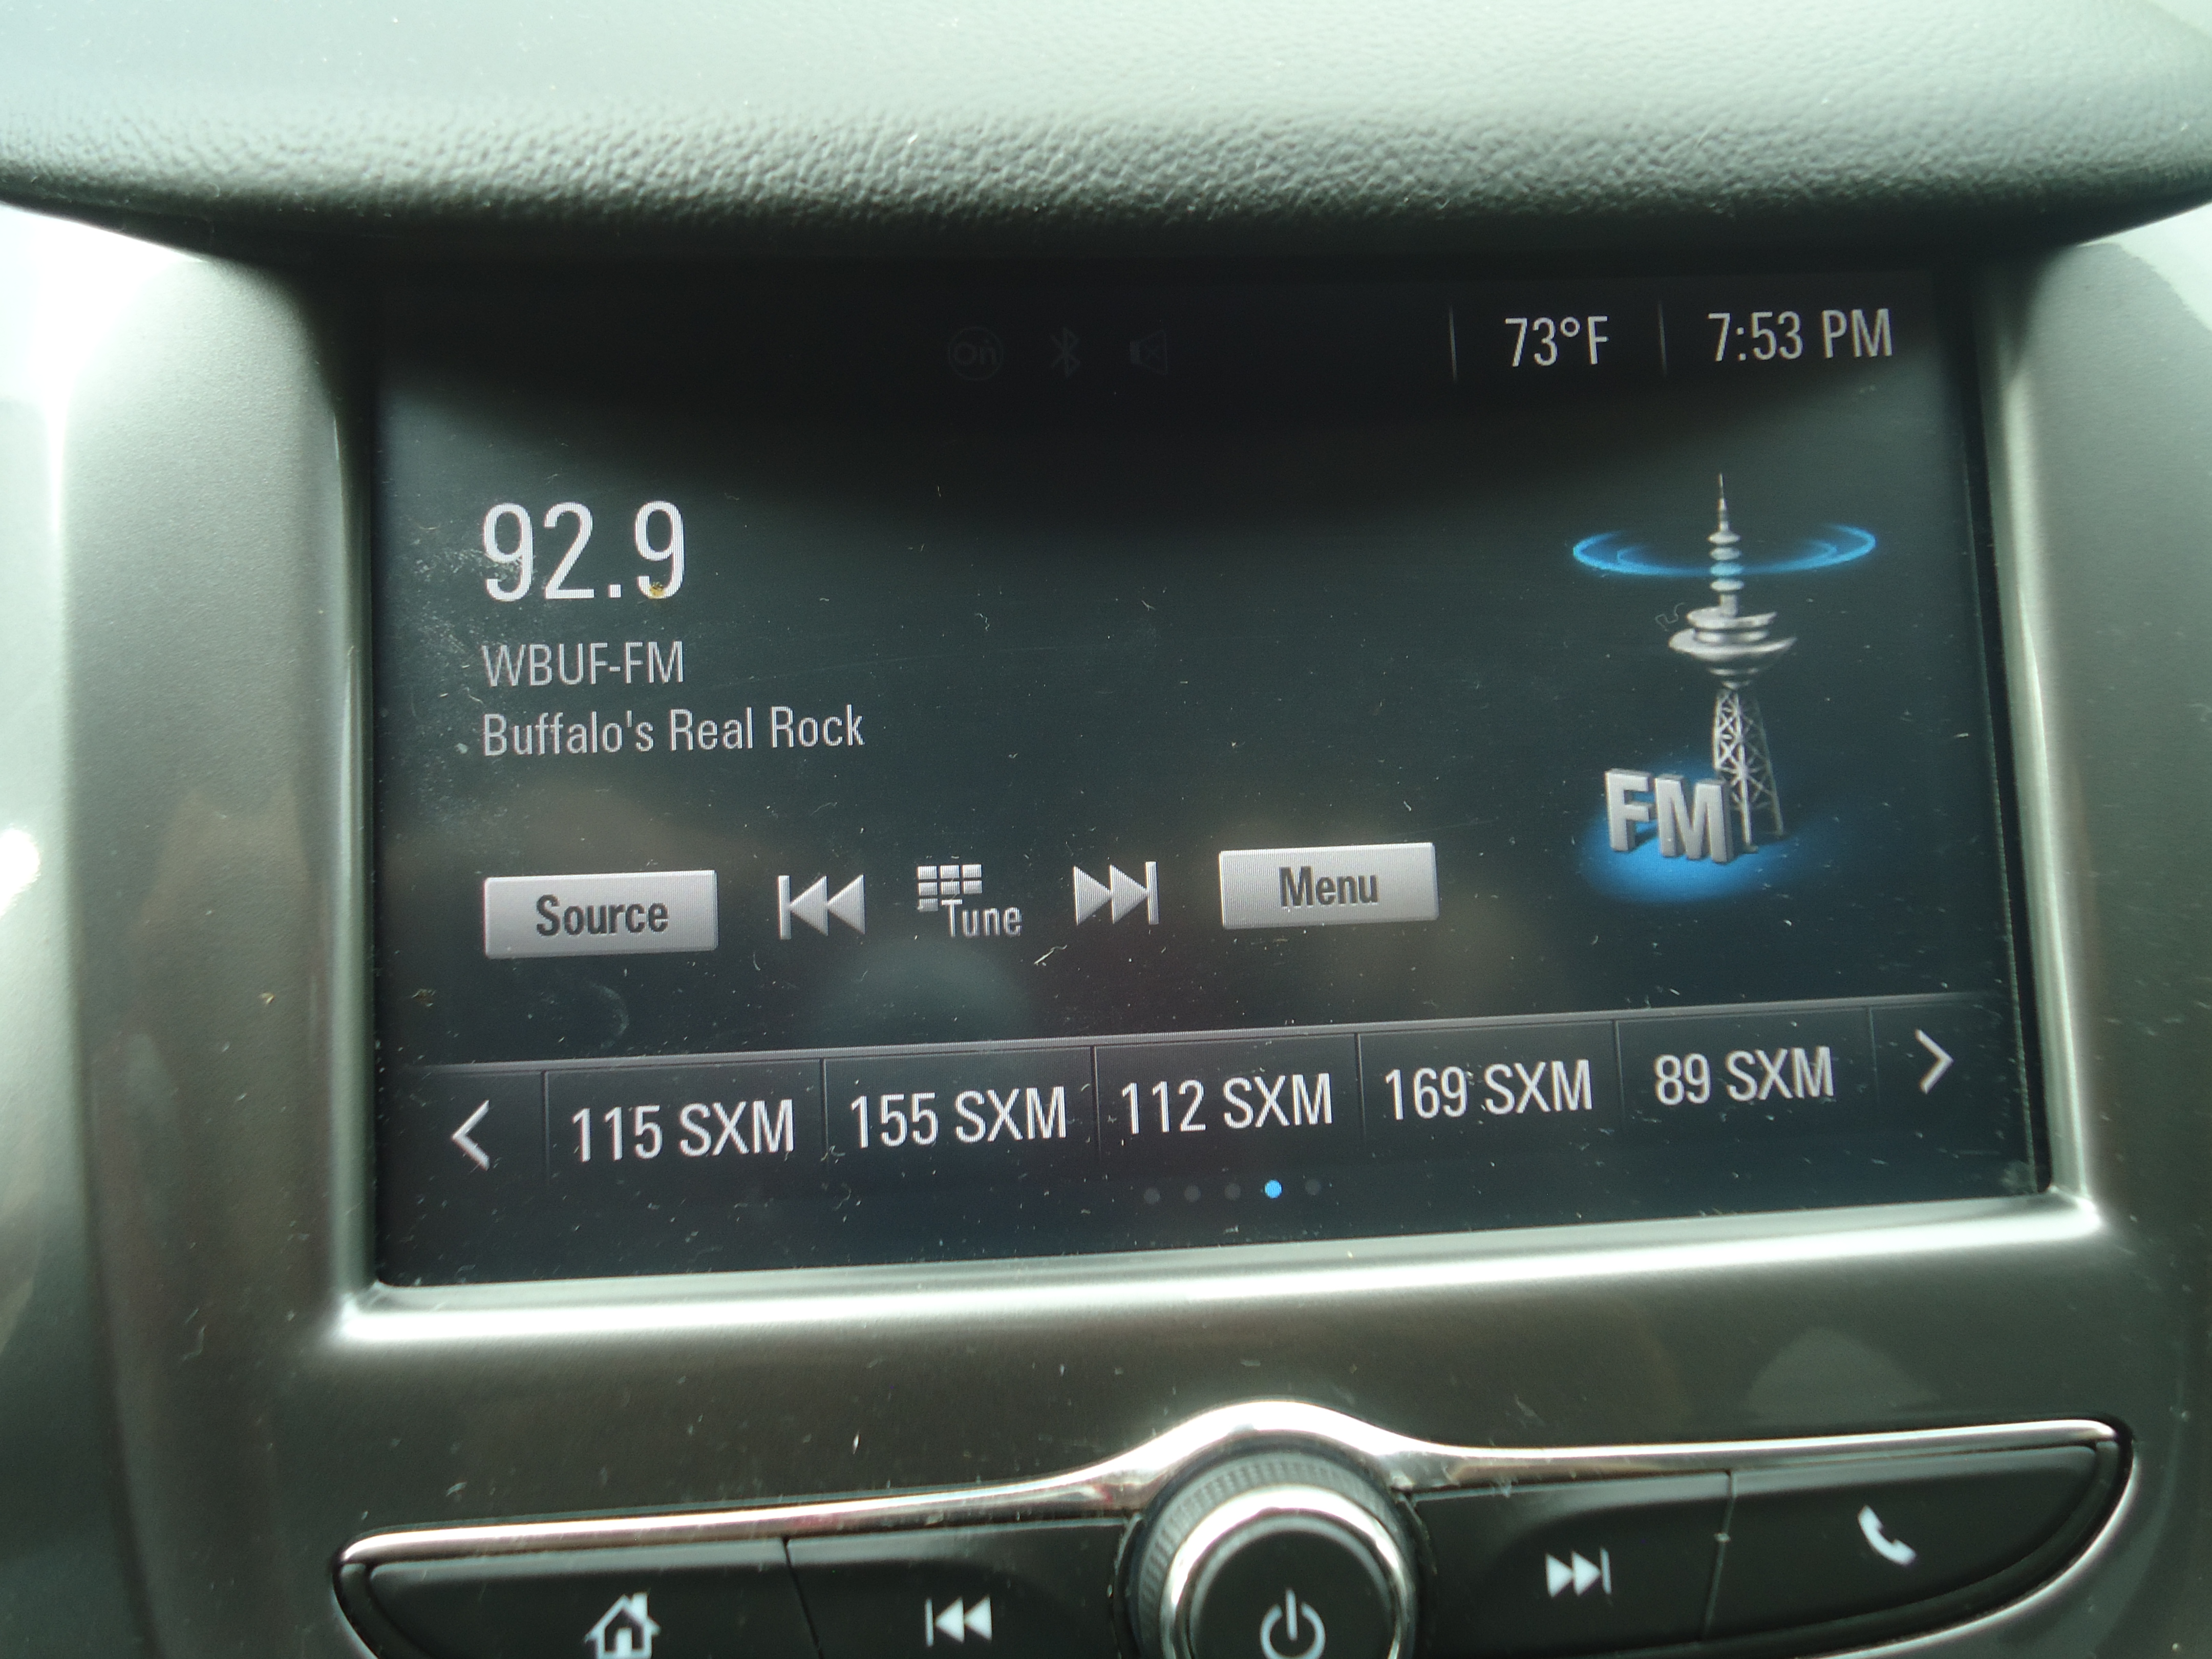 On 73°F 7:53 PM
92.9
WBUF-FM
Buffalo's Real Rock
FM
Source Tune Menu
115 SXM 155 SXM 112 SXM 169 SXM 89 SXM